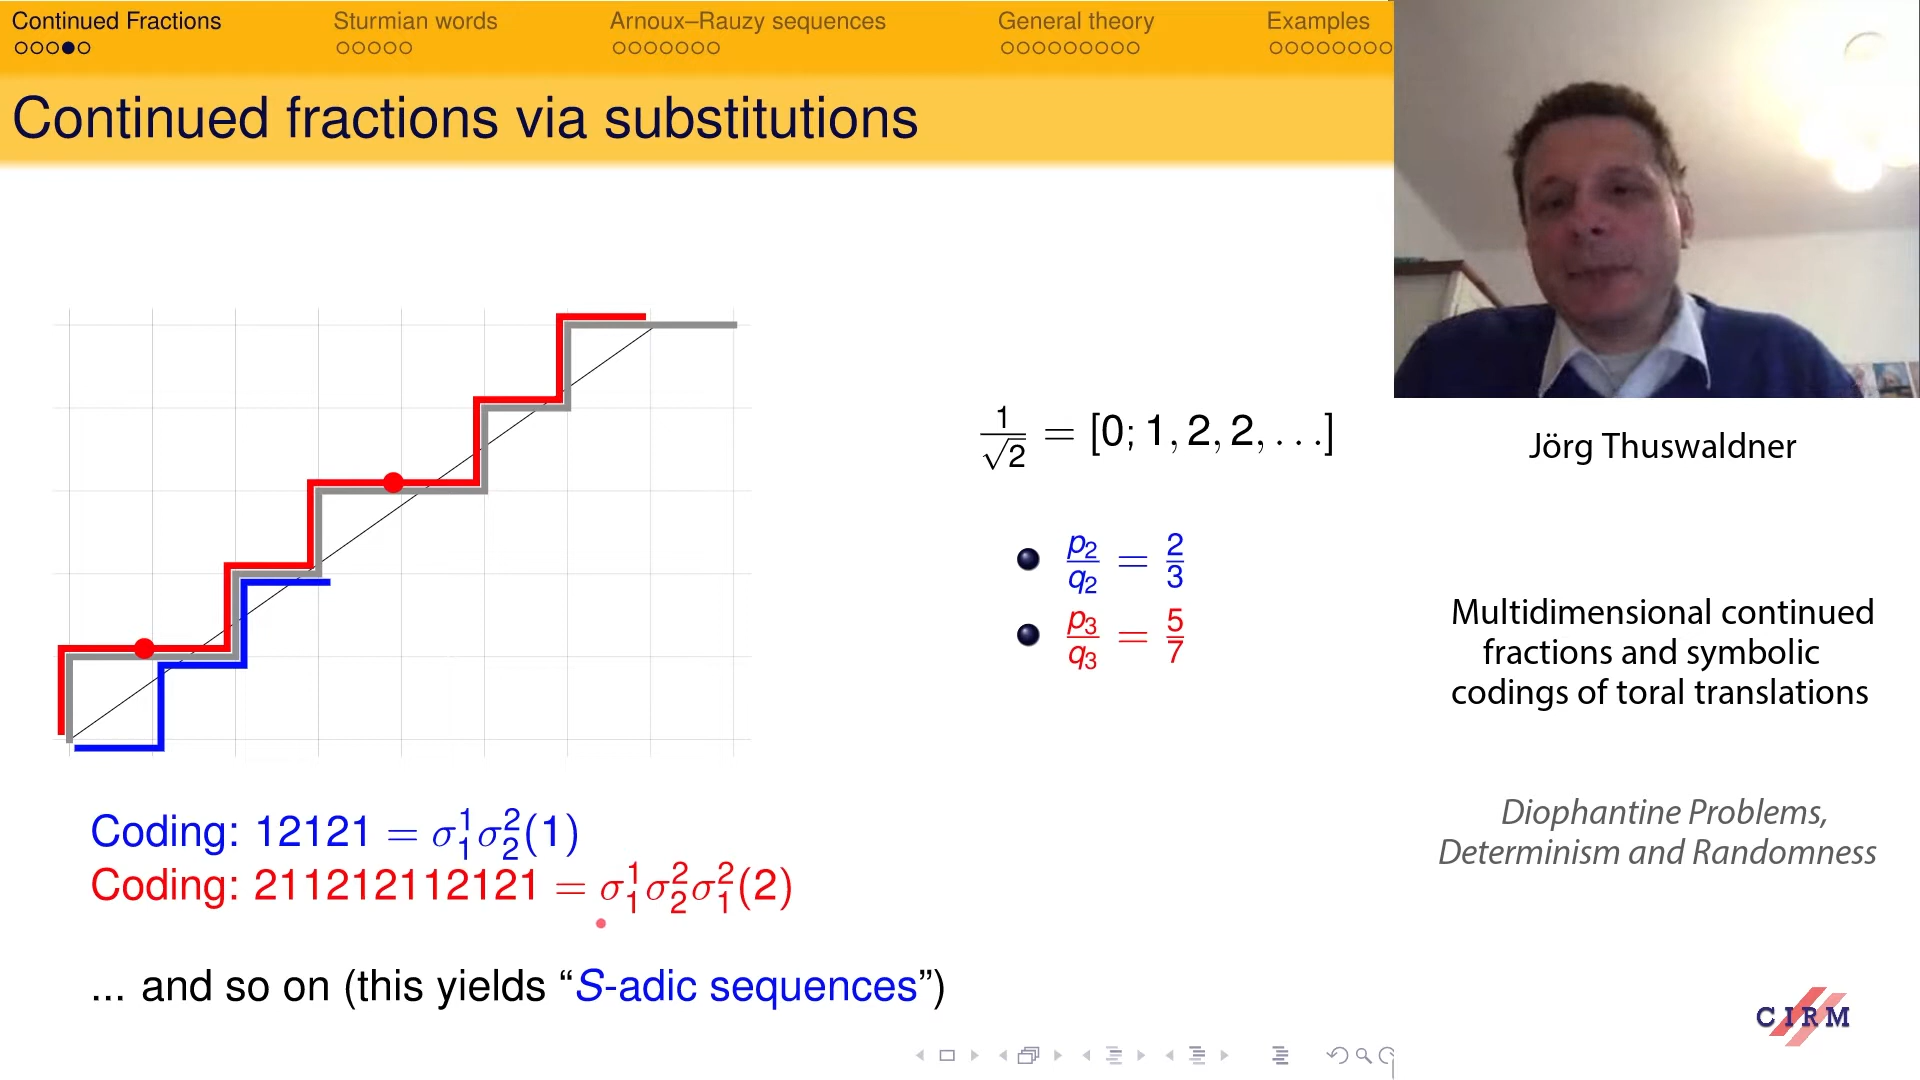 Continued Fractions Sturmian words Arnoux–Rauzy sequences General theory Examples
Continued fractions via substitutions
1/√2 = [0; 1, 2, 2, . . .]
p₂/q₂ = 2/3
p₃/q₃ = 5/7
Coding: 12121 = σ₁¹σ₂²(1)
Coding: 211212112121 = σ₁¹σ₂²σ₁²(2)
... and so on (this yields “S-adic sequences”)
Jörg Thuswaldner
Multidimensional continued
fractions and symbolic
codings of toral translations
Diophantine Problems,
Determinism and Randomness
CIRM